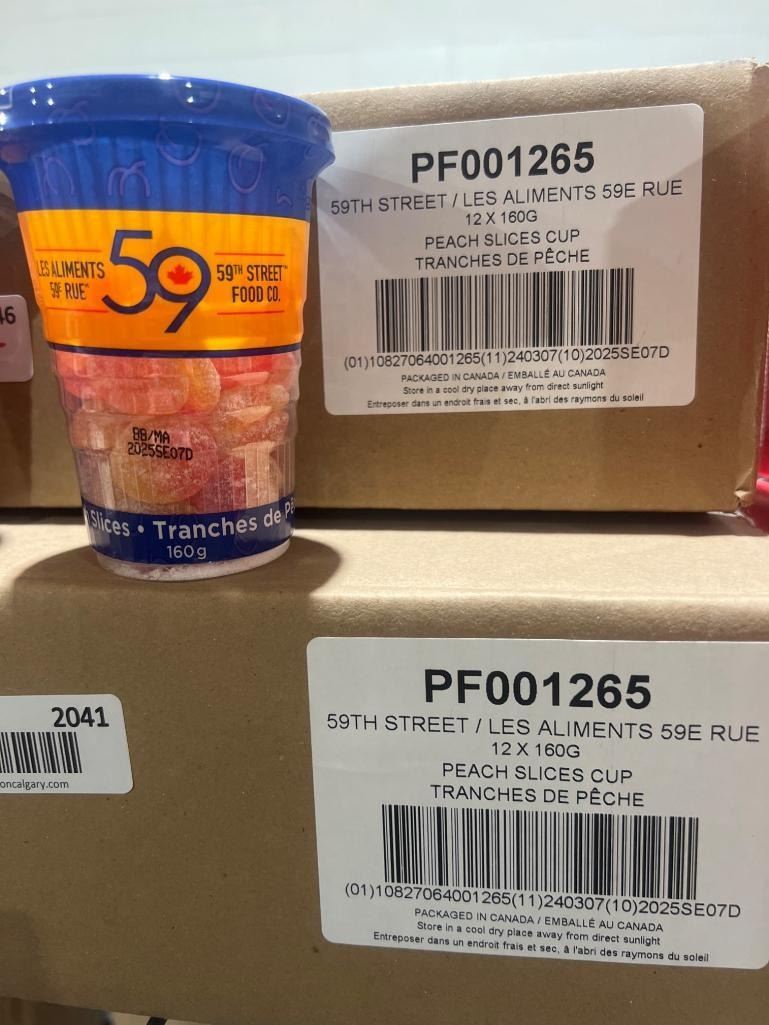 LES ALIMENTS
59E RUE
59
59TH STREET™
FOOD CO.
BB/MA
2025SE07D
Slices • Tranches de
160g
46
PF001265
59TH STREET / LES ALIMENTS 59E RUE
12 X 160G
PEACH SLICES CUP
TRANCHES DE PÊCHE
(01)10827064001265(11)240307(10)2025SE07D
PACKAGED IN CANADA / EMBALLÉ AU CANADA
Store in a cool dry place away from direct sunlight
Entreposer dans un endroit frais et sec, à l'abri des rayons du soleil
2041
oncalgary.com
PF001265
59TH STREET / LES ALIMENTS 59E RUE
12 X 160G
PEACH SLICES CUP
TRANCHES DE PÊCHE
(01)10827064001265(11)240307(10)2025SE07D
PACKAGED IN CANADA / EMBALLÉ AU CANADA
Store in a cool dry place away from direct sunlight
Entreposer dans un endroit frais et sec, à l'abri des rayons du soleil